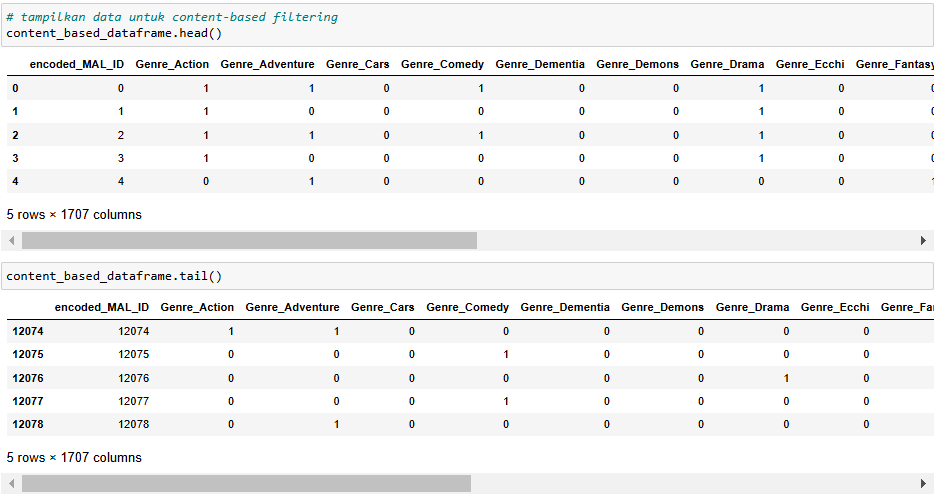 # tampilkan data untuk content-based filtering
content_based_dataframe.head()
encoded_MAL_ID Genre_Action Genre_Adventure Genre_Cars Genre_Comedy Genre_Dementia Genre_Demons Genre_Drama Genre_Ecchi Genre_Fantasy
0 0 1 1 0 1 0 0 1 0 0
1 1 1 0 0 0 0 0 1 0 0
2 2 1 1 0 1 0 0 1 0 0
3 3 1 0 0 0 0 0 1 0 0
4 4 0 1 0 0 0 0 0 0 1
5 rows × 1707 columns
content_based_dataframe.tail()
encoded_MAL_ID Genre_Action Genre_Adventure Genre_Cars Genre_Comedy Genre_Dementia Genre_Demons Genre_Drama Genre_Ecchi Genre_Fa
12074 12074 1 1 0 0 0 0 0 0
12075 12075 0 0 0 1 0 0 0 0
12076 12076 0 0 0 0 0 0 1 0
12077 12077 0 0 0 1 0 0 0 0
12078 12078 0 1 0 0 0 0 0 0
5 rows × 1707 columns